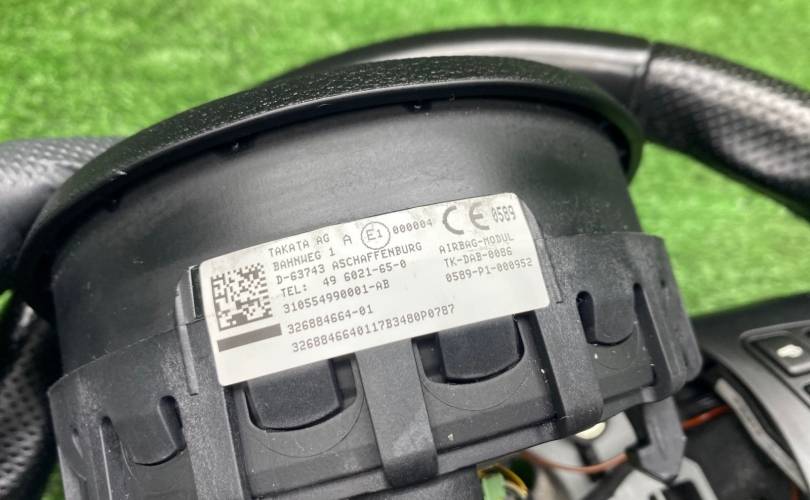 TAKATA AG
BAHNWEG 1 A E1 000004
D-63743 ASCHAFFENBURG
TEL: 49 6021-65-0
310554990001-AB
CE 0589
AIRBAG-MODUL
TK-DAB-0086
0589-P1-000952
326884664-01
3268846640117B3480P0787